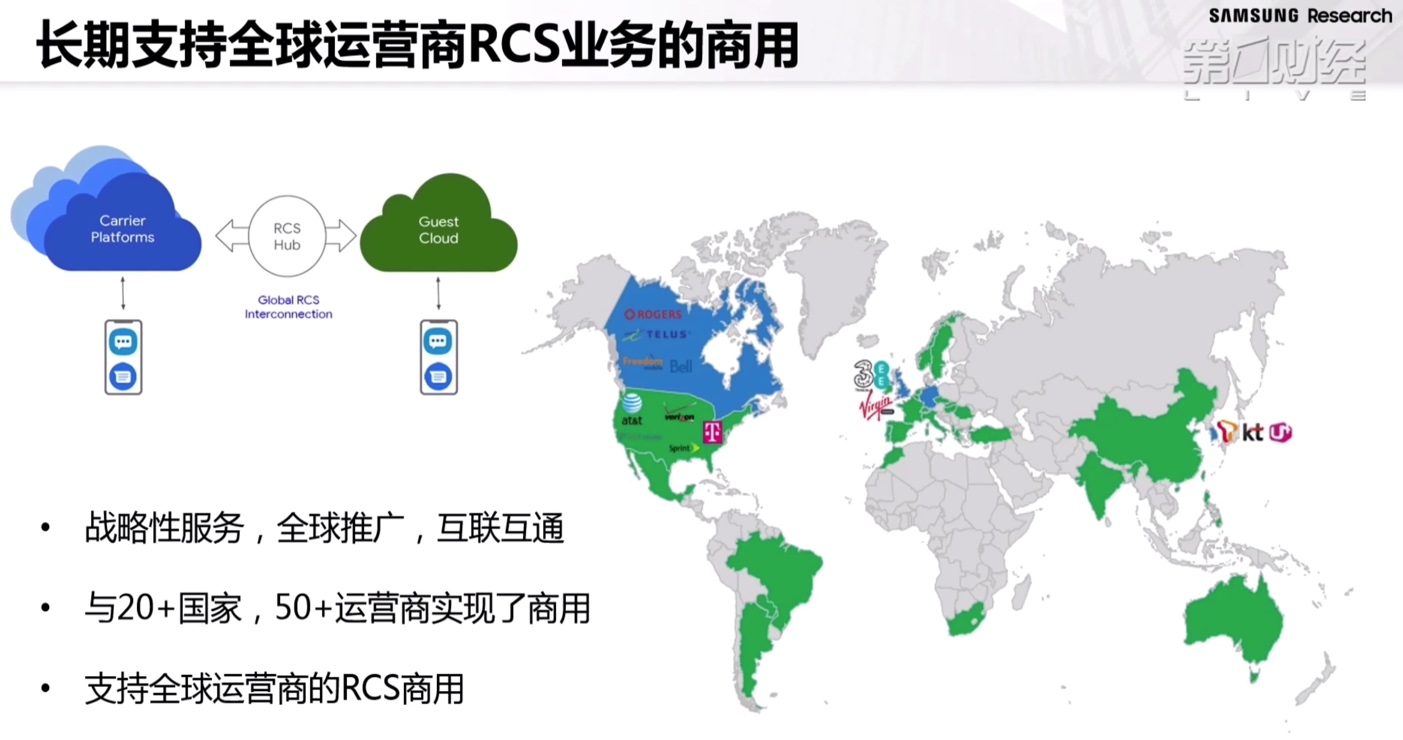 SAMSUNG Research
长期支持全球运营商RCS业务的商用
第一财经
LIVE
Carrier
Platforms
RCS
Hub
Guest
Cloud
Global RCS
Interconnection
ROGERS
TELUS
Freedom
Bell
at&t
verizon
T
Sprint
3
EE
Virgin
T
kt
U+
• 战略性服务，全球推广，互联互通
• 与20+国家，50+运营商实现了商用
• 支持全球运营商的RCS商用